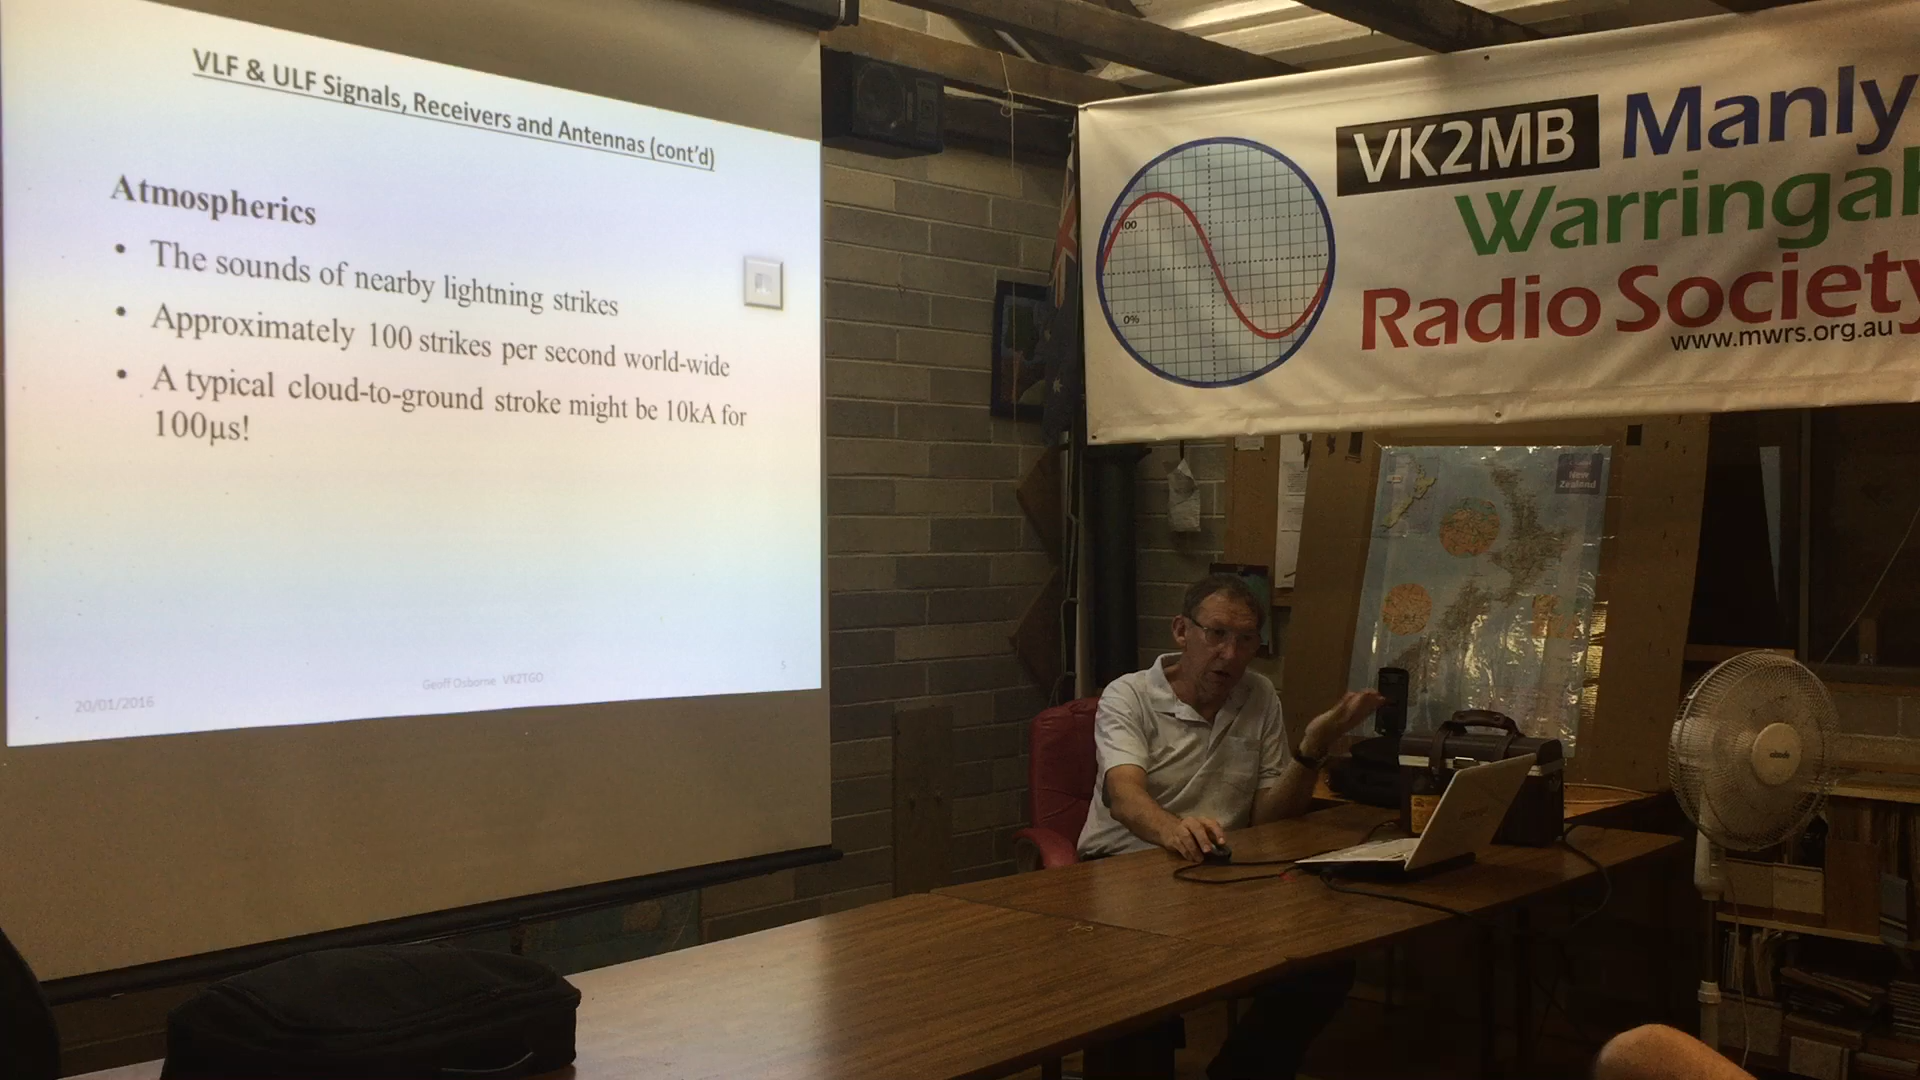 VLF & ULF Signals, Receivers and Antennas (cont'd)
Atmospherics
• The sounds of nearby lightning strikes
• Approximately 100 strikes per second world-wide
• A typical cloud-to-ground stroke might be 10kA for
100µs!
20/01/2016
Geoff Osborne VK2TGO
5
VK2MB Manly
Warringah
Radio Society
www.mwrs.org.au
100
0%
New
Zealand